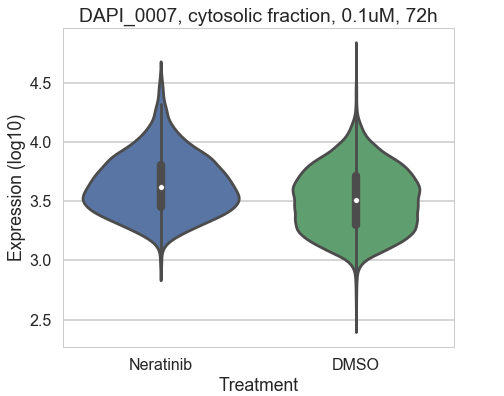 DAPI_0007, cytosolic fraction, 0.1uM, 72h
Expression (log10)
4.5
4.0
3.5
3.0
2.5
Neratinib DMSO
Treatment